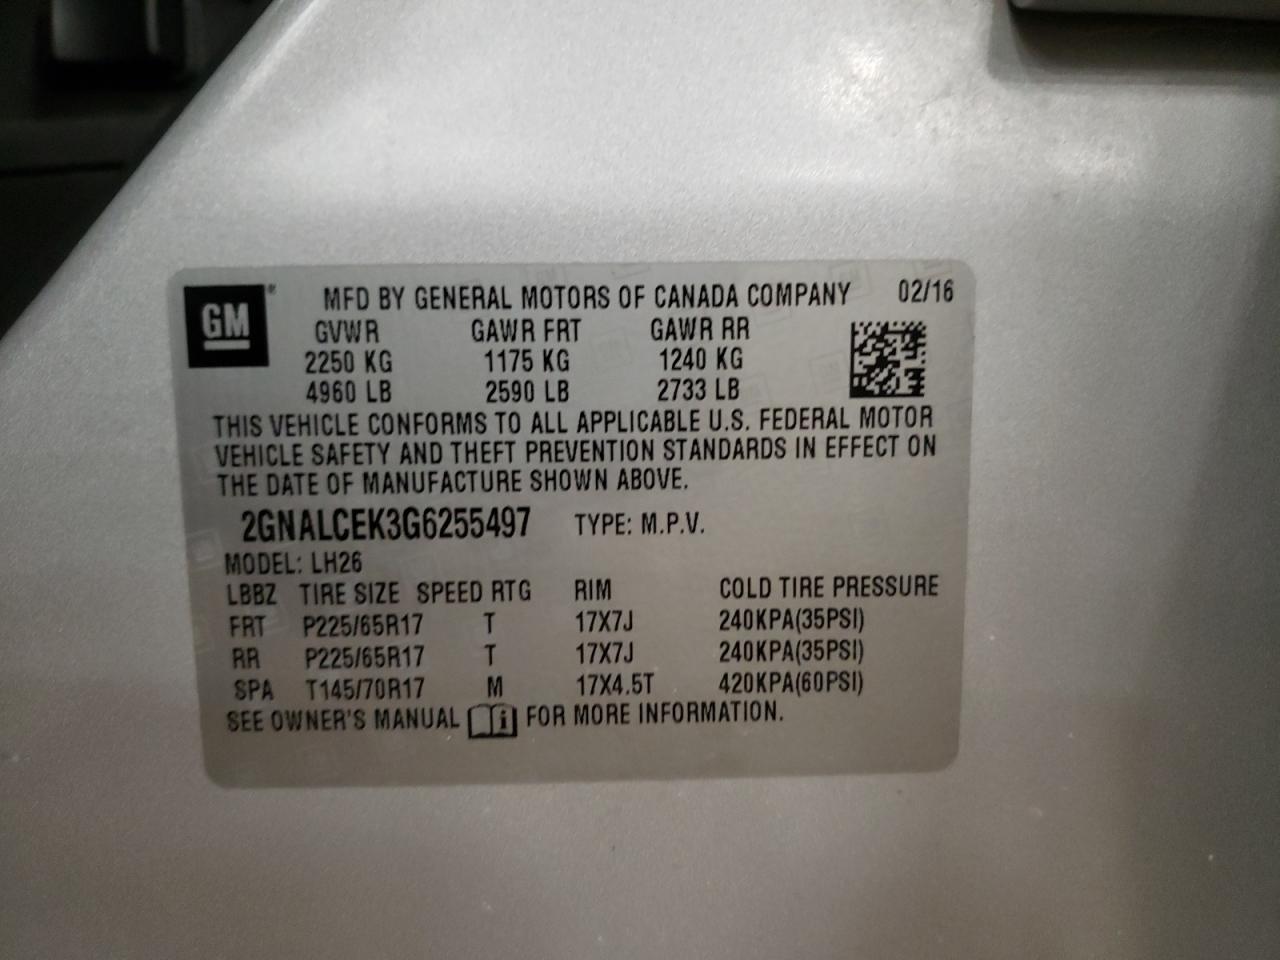 GM ® MFD BY GENERAL MOTORS OF CANADA COMPANY 02/16
GVWR GAWR FRT GAWR RR
2250 KG 1175 KG 1240 KG
4960 LB 2590 LB 2733 LB
THIS VEHICLE CONFORMS TO ALL APPLICABLE U.S. FEDERAL MOTOR
VEHICLE SAFETY AND THEFT PREVENTION STANDARDS IN EFFECT ON
THE DATE OF MANUFACTURE SHOWN ABOVE.
2GNALCEK3G6255497 TYPE: M.P.V.
MODEL: LH26
LBBZ TIRE SIZE SPEED RTG RIM COLD TIRE PRESSURE
FRT P225/65R17 T 17X7J 240KPA(35PSI)
RR P225/65R17 T 17X7J 240KPA(35PSI)
SPA T145/70R17 M 17X4.5T 420KPA(60PSI)
SEE OWNER'S MANUAL i FOR MORE INFORMATION.